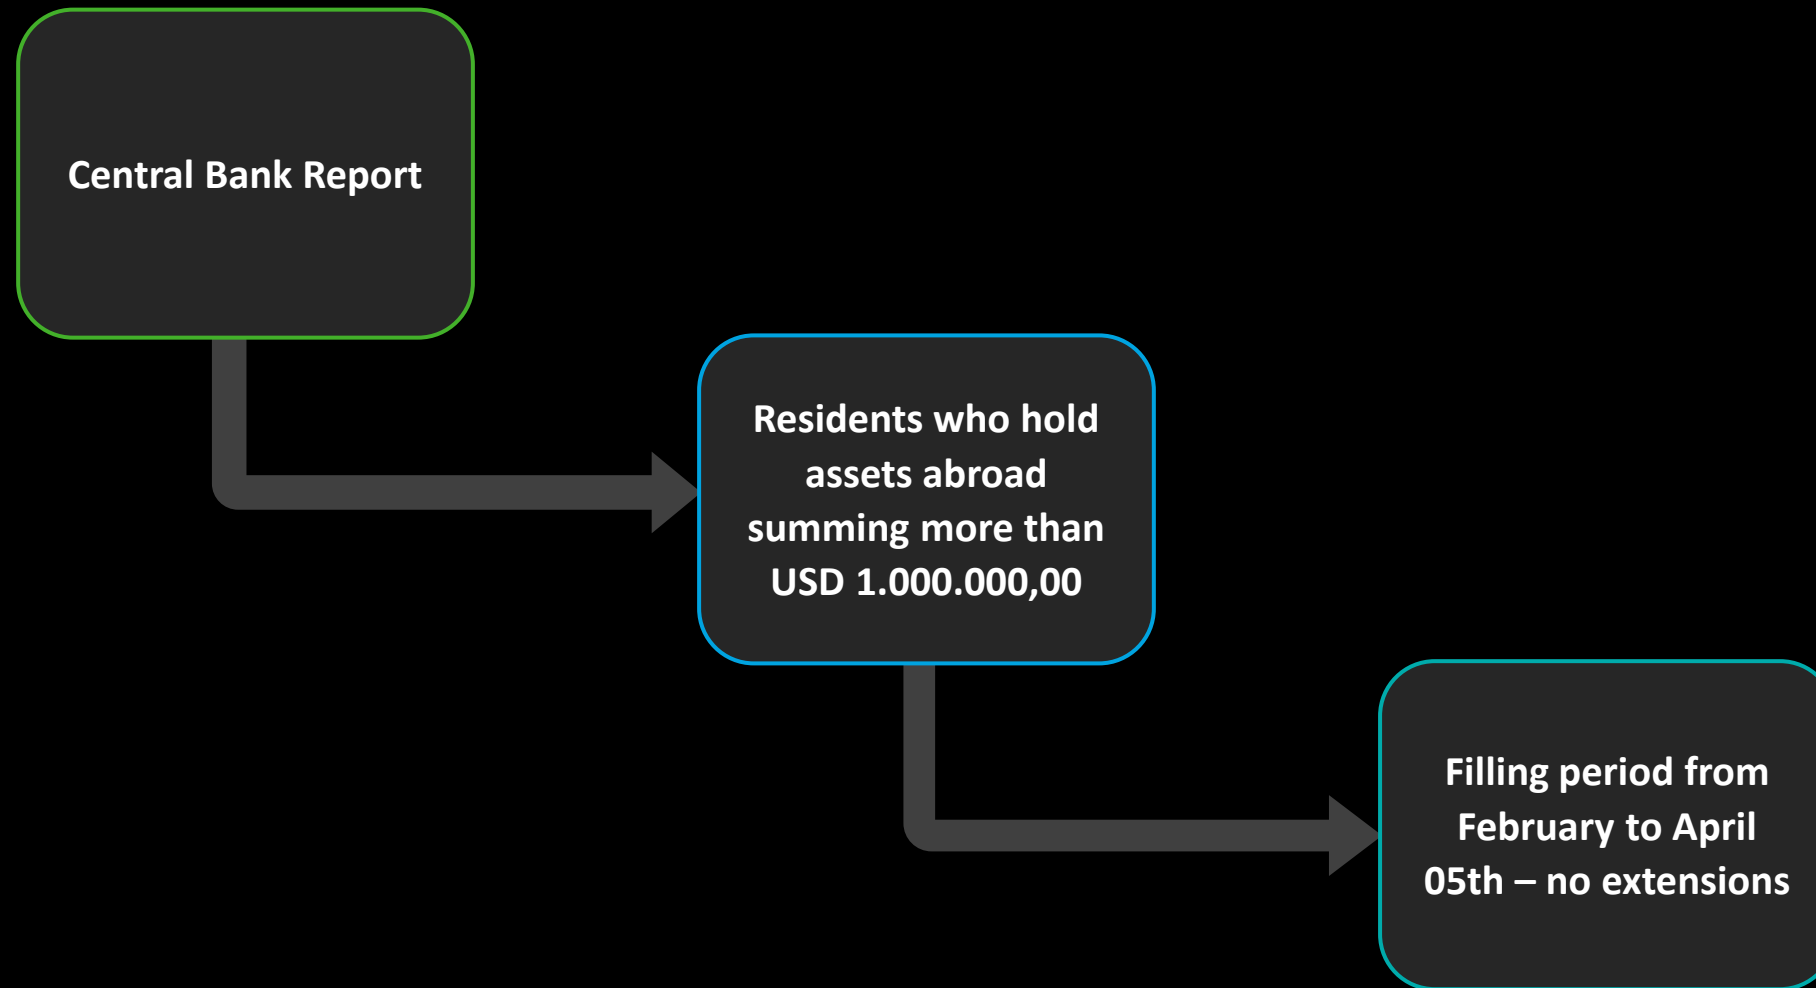 Central Bank Report
Residents who hold
assets abroad
summing more than
USD 1.000.000,00
Filling period from
February to April
05th – no extensions